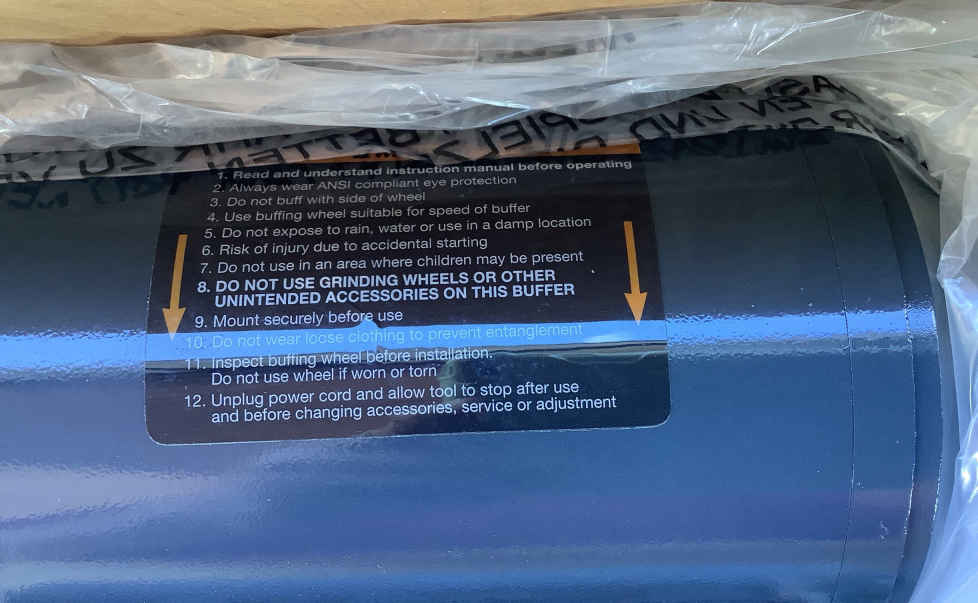 1. Read and understand instruction manual before operating
2. Always wear ANSI compliant eye protection
3. Do not buff with side of wheel
4. Use buffing wheel suitable for speed of buffer
5. Do not expose to rain, water or use in a damp location
6. Risk of injury due to accidental starting
7. Do not use in an area where children may be present
8. DO NOT USE GRINDING WHEELS OR OTHER
UNINTENDED ACCESSORIES ON THIS BUFFER
9. Mount securely before use
10. Do not wear loose clothing to prevent entanglement
11. Inspect buffing wheel before installation.
Do not use wheel if worn or torn
12. Unplug power cord and allow tool to stop after use
and before changing accessories, service or adjustment